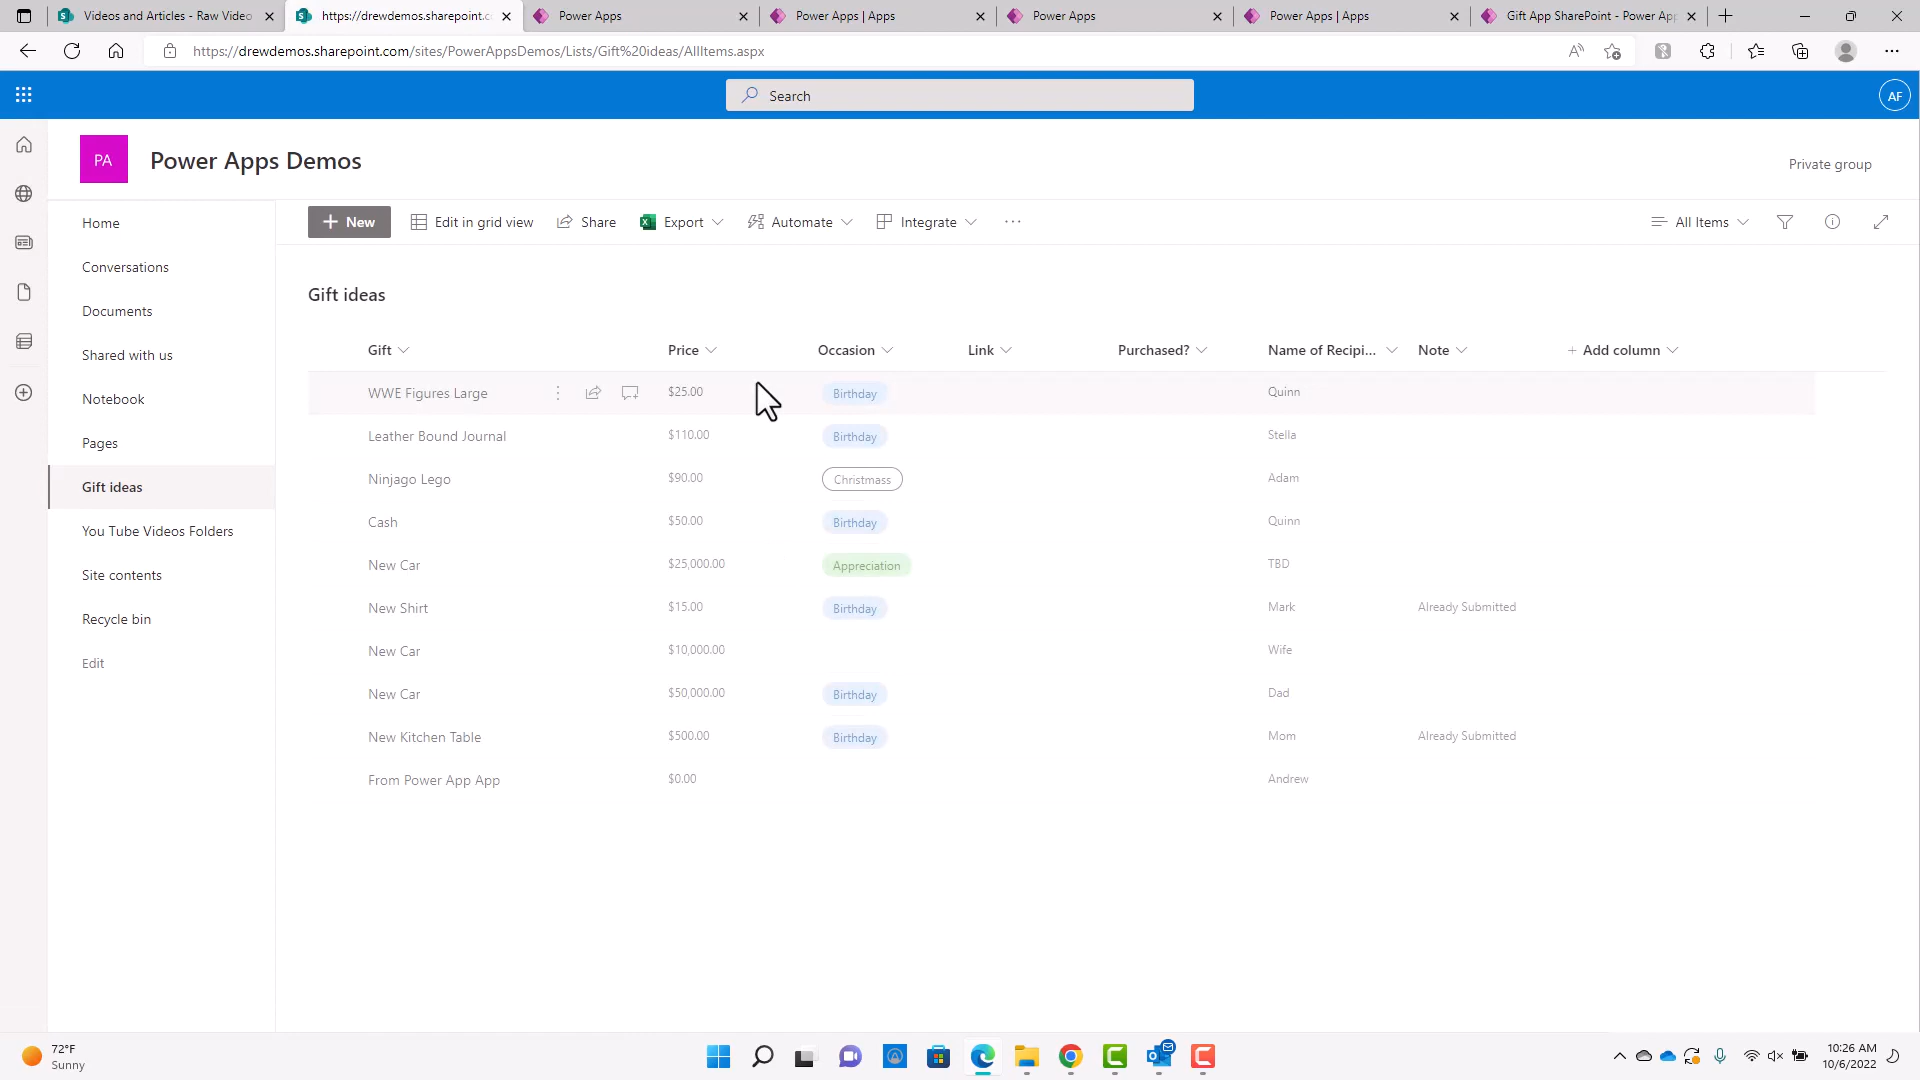 Videos and Articles - Raw Video
https://drewdemos.sharepoint.co
Power Apps
Power Apps | Apps
Power Apps
Power Apps | Apps
Gift App SharePoint - Power App
https://drewdemos.sharepoint.com/sites/PowerAppsDemos/Lists/Gift%20ideas/AllItems.aspx
Search
AF
PA
Power Apps Demos
Private group
Home
Conversations
Documents
Shared with us
Notebook
Pages
Gift ideas
You Tube Videos Folders
Site contents
Recycle bin
Edit
+ New Edit in grid view Share Export Automate Integrate ··· All Items
Gift ideas
Gift Price Occasion Link Purchased? Name of Recipi... Note + Add column
WWE Figures Large $25.00 Birthday Quinn
Leather Bound Journal $110.00 Birthday Stella
Ninjago Lego $90.00 Christmass Adam
Cash $50.00 Birthday Quinn
New Car $25,000.00 Appreciation TBD
New Shirt $15.00 Birthday Mark Already Submitted
New Car $10,000.00 Wife
New Car $50,000.00 Birthday Dad
New Kitchen Table $500.00 Birthday Mom Already Submitted
From Power App App $0.00 Andrew
72°F
Sunny
10:26 AM
10/6/2022